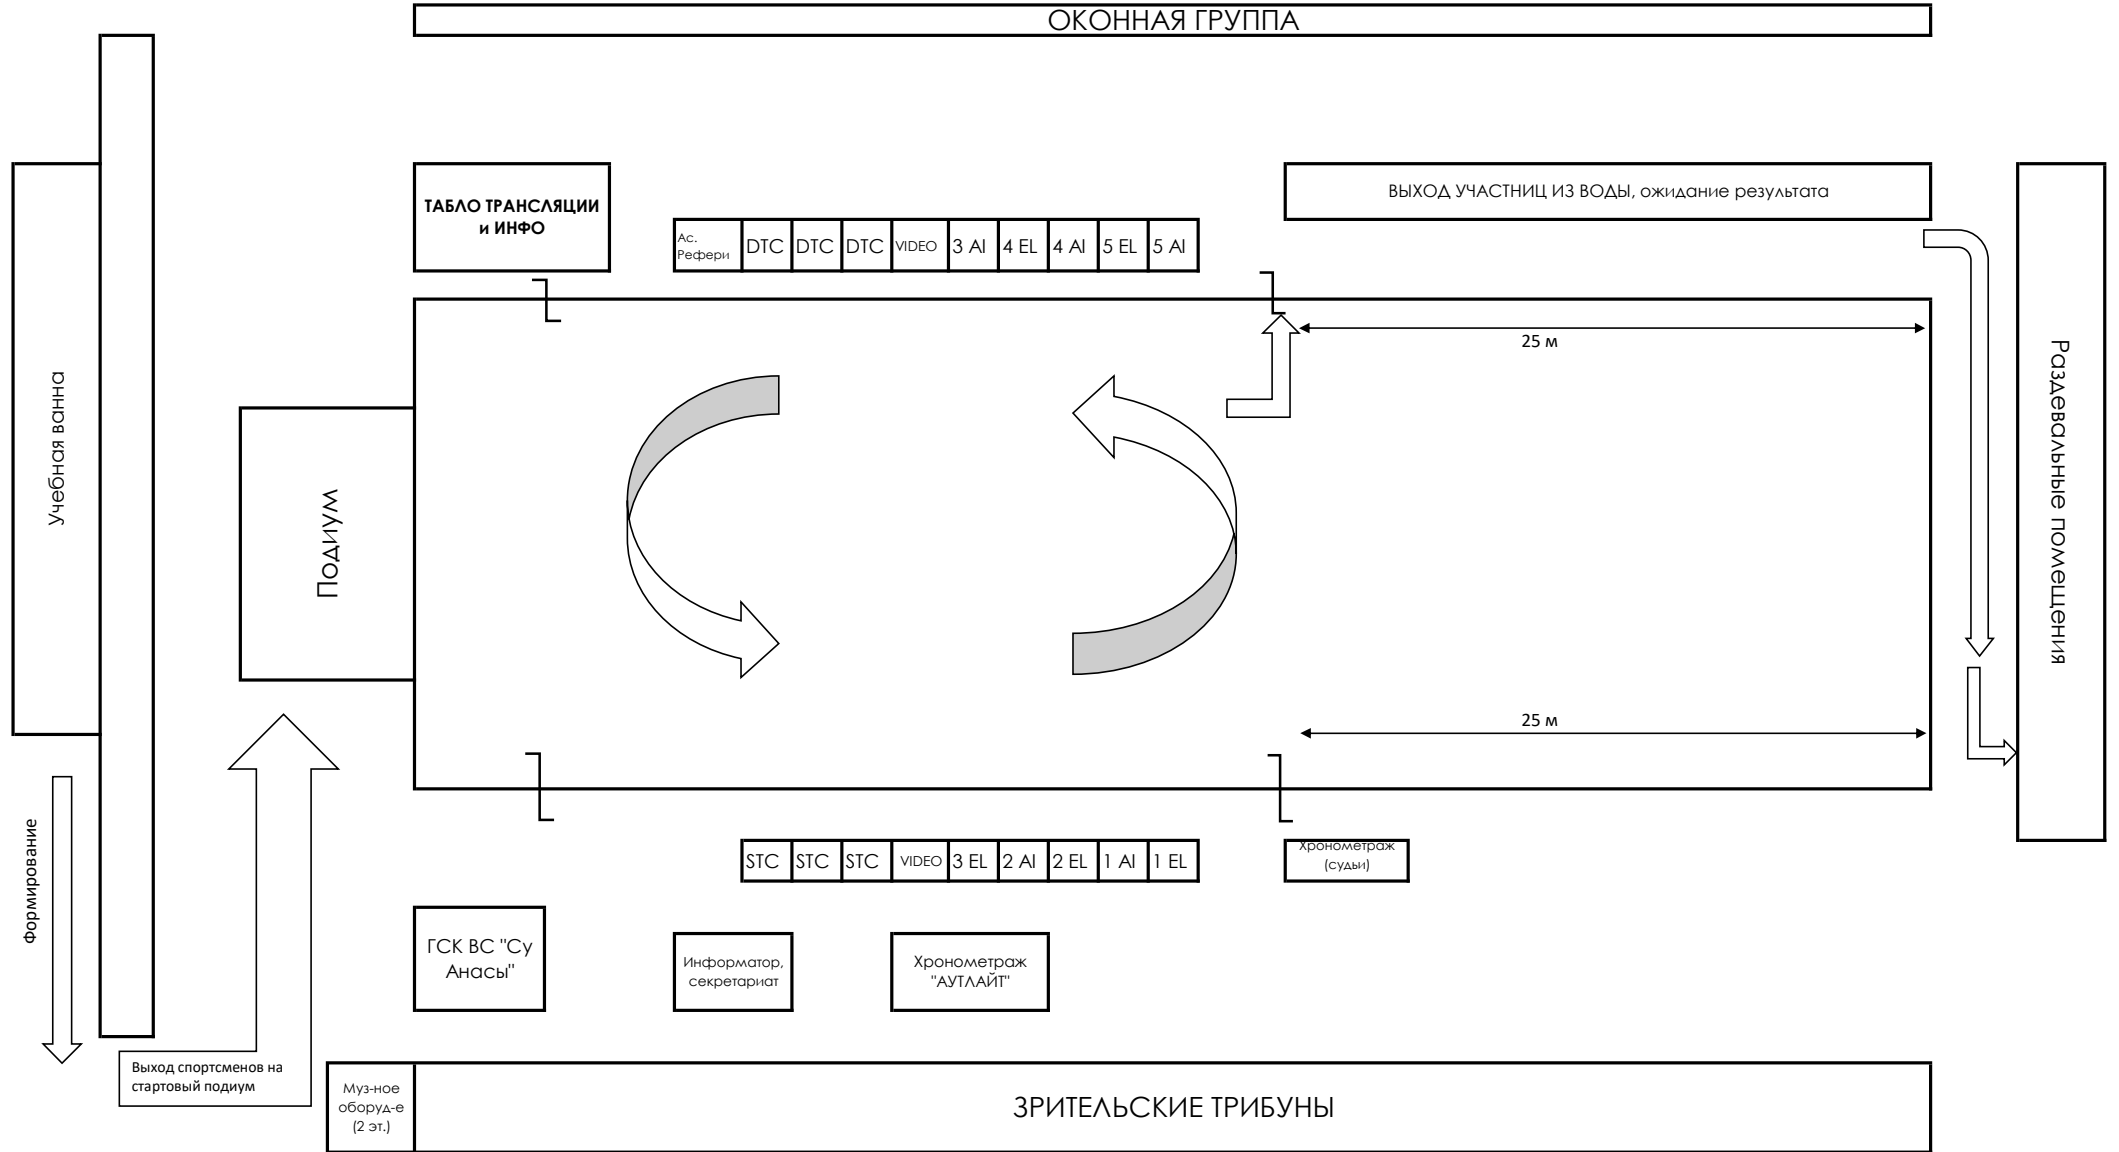 ОКОННАЯ ГРУППА
ТАБЛО ТРАНСЛЯЦИИ
и ИНФО
ВЫХОД УЧАСТНИЦ ИЗ ВОДЫ, ожидание результата
Ас.
Рефери
DTC
DTC
DTC
VIDEO
3 AI
4 EL
4 AI
5 EL
5 AI
25 м
Учебная ванна
Подиум
Раздевальные помещения
25 м
Формирование
STC
STC
STC
VIDEO
3 EL
2 AI
2 EL
1 AI
1 EL
Хронометраж
(судьи)
ГСК ВС "Су
Анасы"
Информатор,
секретариат
Хронометраж
"АУТЛАЙТ"
Выход спортсменов на
стартовый подиум
Муз-ное
оборуд-е
(2 эт.)
ЗРИТЕЛЬСКИЕ ТРИБУНЫ